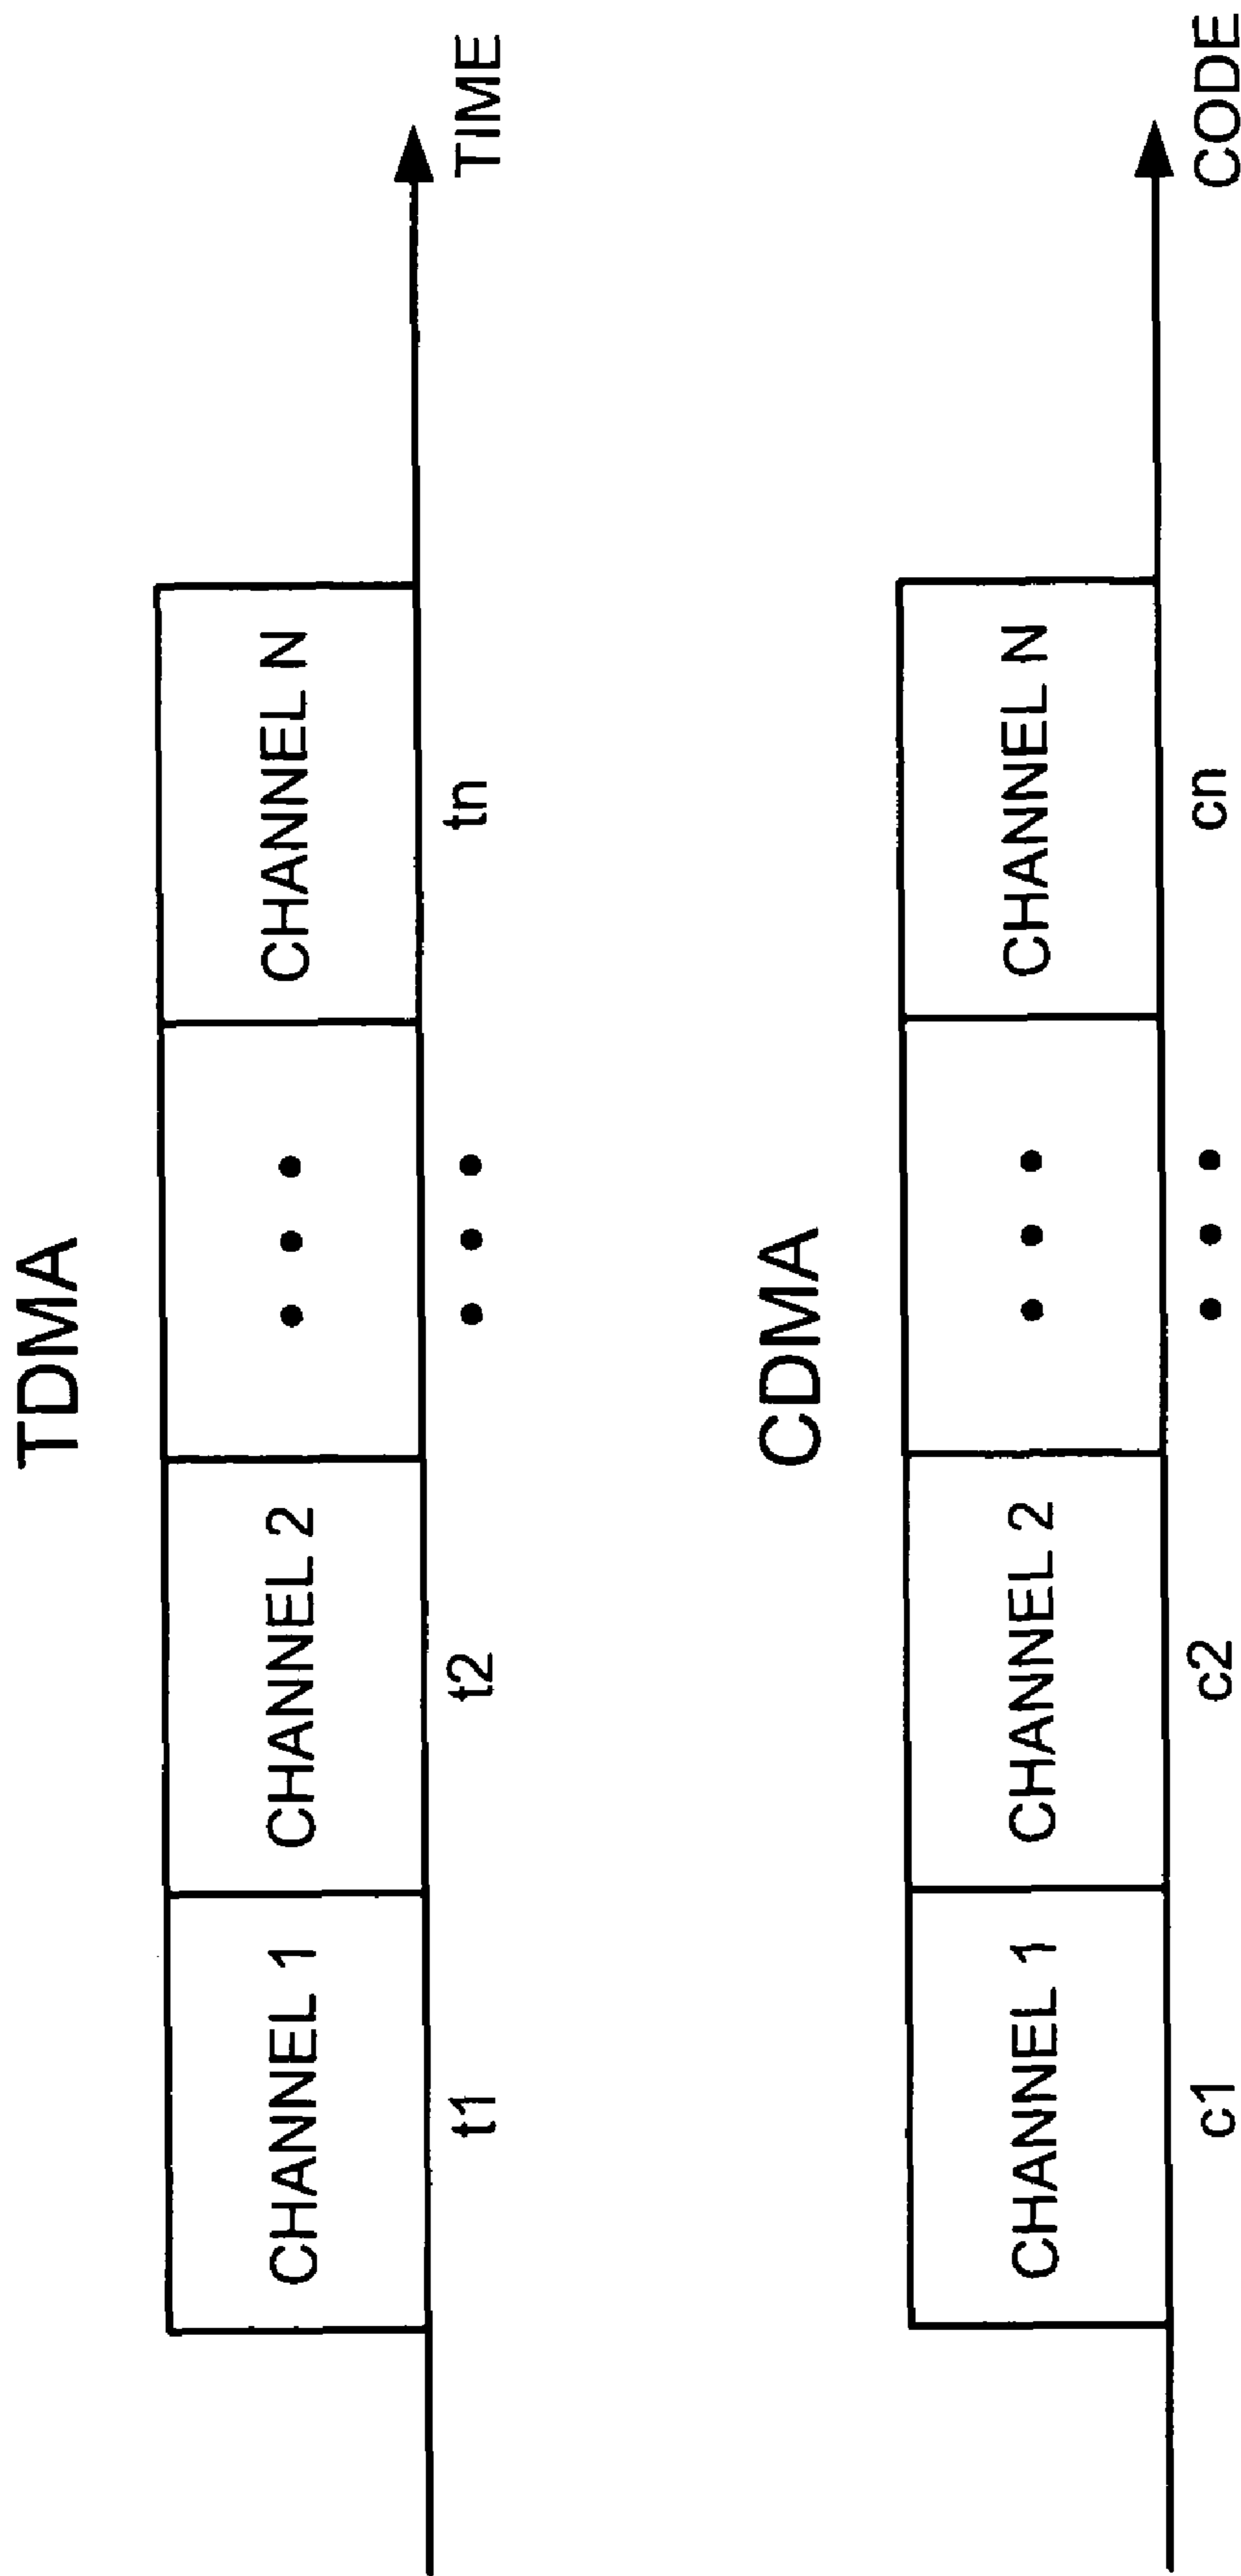 TDMA
CHANNEL 1
CHANNEL 2
• • •
CHANNEL N
t1
t2
• • •
tn
TIME
CDMA
CHANNEL 1
CHANNEL 2
• • •
CHANNEL N
c1
c2
• • •
cn
CODE